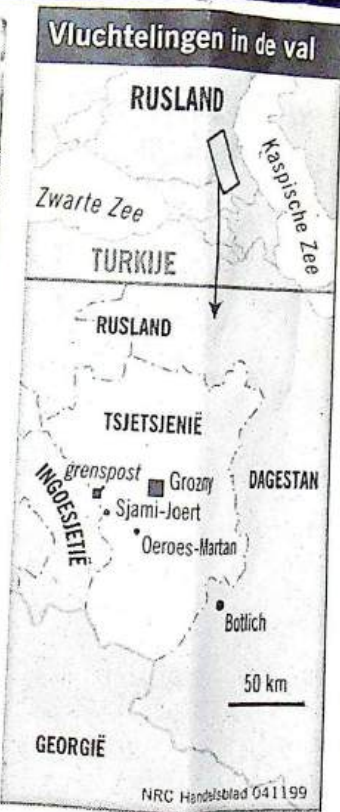 Vluchtelingen in de val
RUSLAND
Kaspische Zee
Zwarte Zee
TURKIJE
RUSLAND
TSJETSJENIË
INGOESJETIË
grenspost
Grozny
DAGESTAN
Sjami-Joert
Oeroes-Martan
Botlich
50 km
GEORGIË
NRC Handelsblad 041199